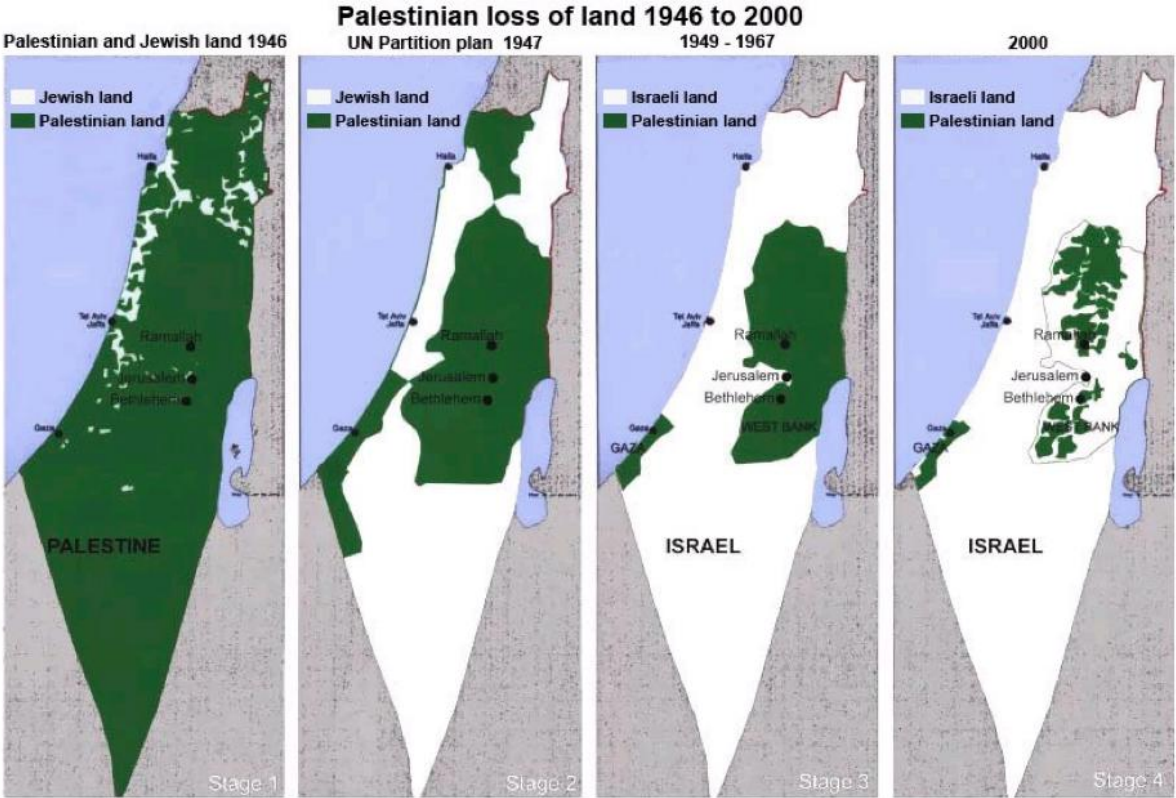 Palestinian loss of land 1946 to 2000
Palestinian and Jewish land 1946
UN Partition plan 1947
1949 - 1967
2000
Jewish land
Palestinian land
Haifa
Tel Aviv
Jaffa
Ramallah
Jerusalem
Bethlehem
Gaza
PALESTINE
Stage 1
Jewish land
Palestinian land
Haifa
Tel Aviv
Jaffa
Ramallah
Jerusalem
Bethlehem
Gaza
Stage 2
Israeli land
Palestinian land
Haifa
Tel Aviv
Jaffa
Ramallah
Jerusalem
Bethlehem
WEST BANK
Gaza
GAZA
ISRAEL
Stage 3
Israeli land
Palestinian land
Haifa
Tel Aviv
Jaffa
Ramallah
Jerusalem
Bethlehem
WEST BANK
Gaza
GAZA
ISRAEL
Stage 4